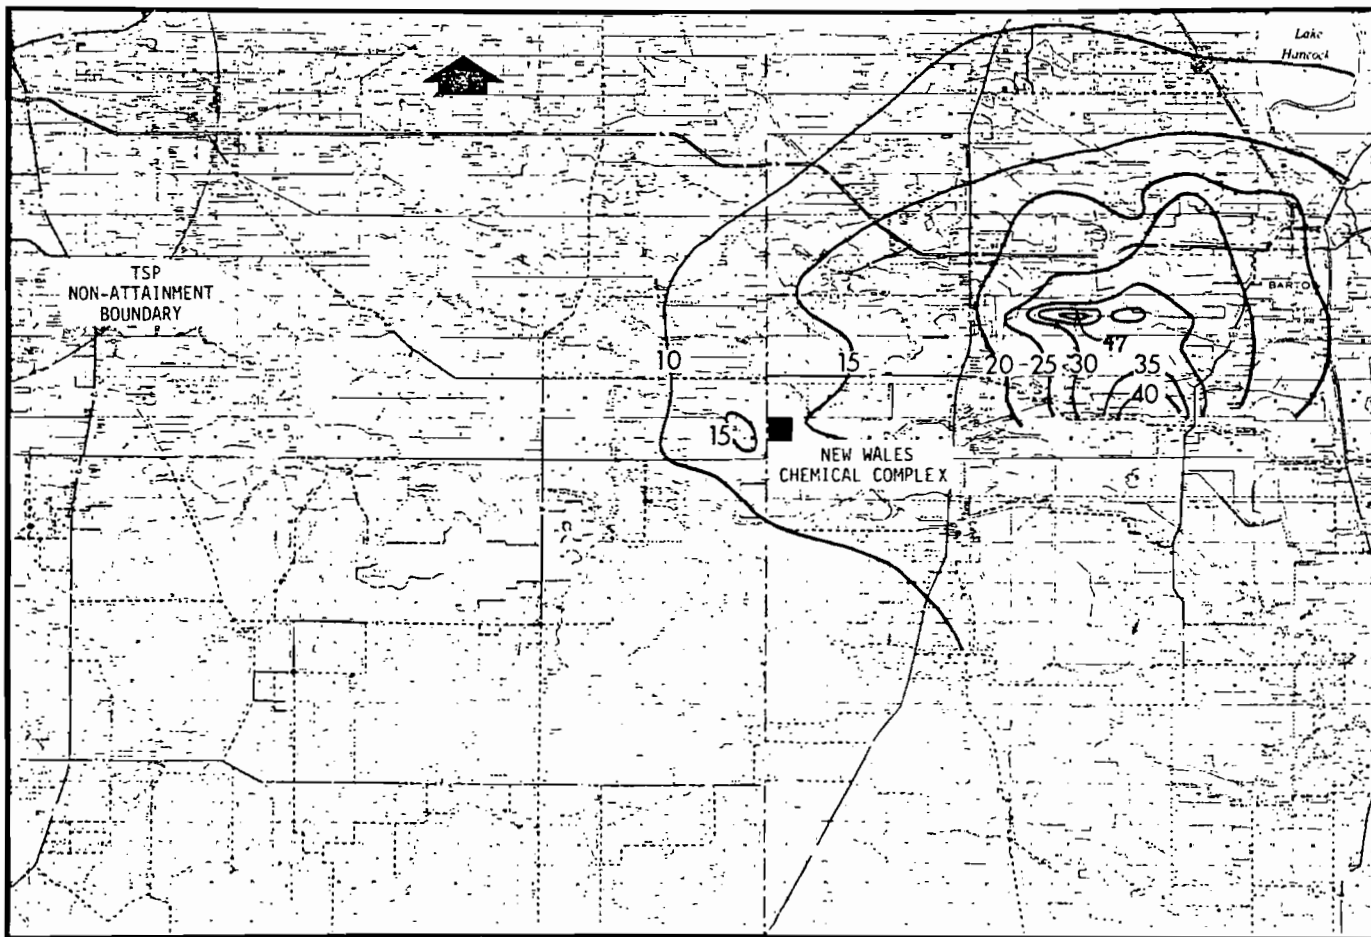 Lake
Hancock
TSP
NON-ATTAINMENT
BOUNDARY
BARTOW
47
10
15
20
25
30
35
40
15
NEW WALES
CHEMICAL COMPLEX